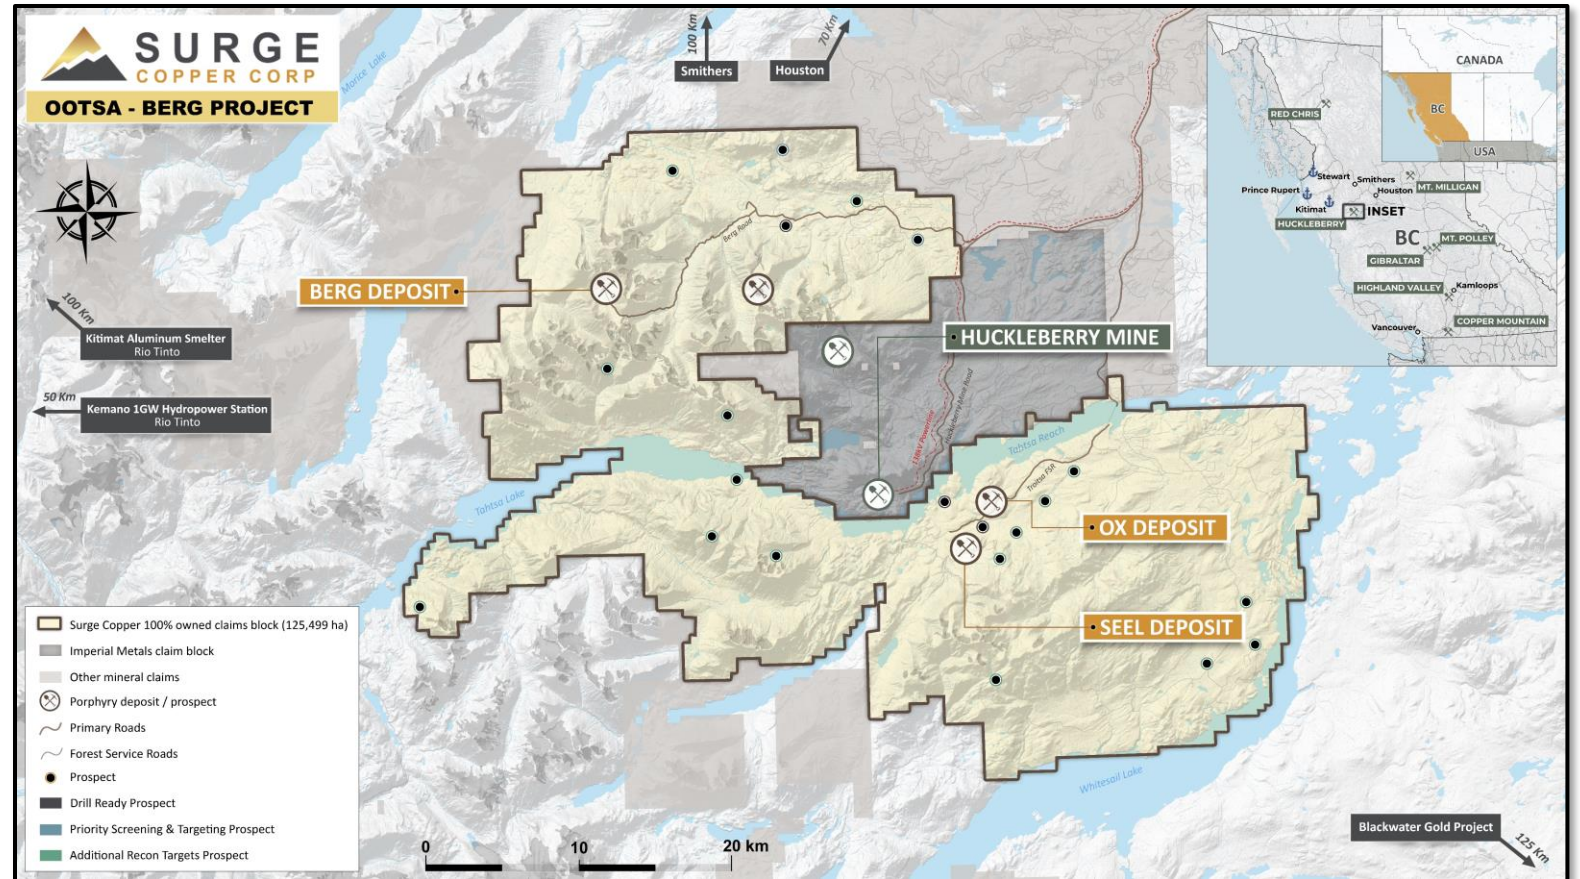 SURGE
COPPER CORP
OOTSA - BERG PROJECT
Morice Lake
100 Km
Smithers
70 Km
Houston
CANADA
BC
USA
RED CHRIS
Stewart
Smithers
Prince Rupert
Houston
MT. MILLIGAN
Kitimat
INSET
HUCKLEBERRY
BC
MT. POLLEY
GIBRALTAR
HIGHLAND VALLEY
Kamloops
COPPER MOUNTAIN
Vancouver
Berg Road
BERG DEPOSIT
100 Km
Kitimat Aluminum Smelter
Rio Tinto
50 Km
Kemano 1GW Hydropower Station
Rio Tinto
HUCKLEBERRY MINE
138kV Powerline
Huckleberry Mine Road
Tahtsa Reach
Troitsa FSR
Tahtsa Lake
OX DEPOSIT
SEEL DEPOSIT
Whitesail Lake
Surge Copper 100% owned claims block (125,499 ha)
Imperial Metals claim block
Other mineral claims
Porphyry deposit / prospect
Primary Roads
Forest Service Roads
Prospect
Drill Ready Prospect
Priority Screening & Targeting Prospect
Additional Recon Targets Prospect
0 10 20 km
Blackwater Gold Project
125 Km